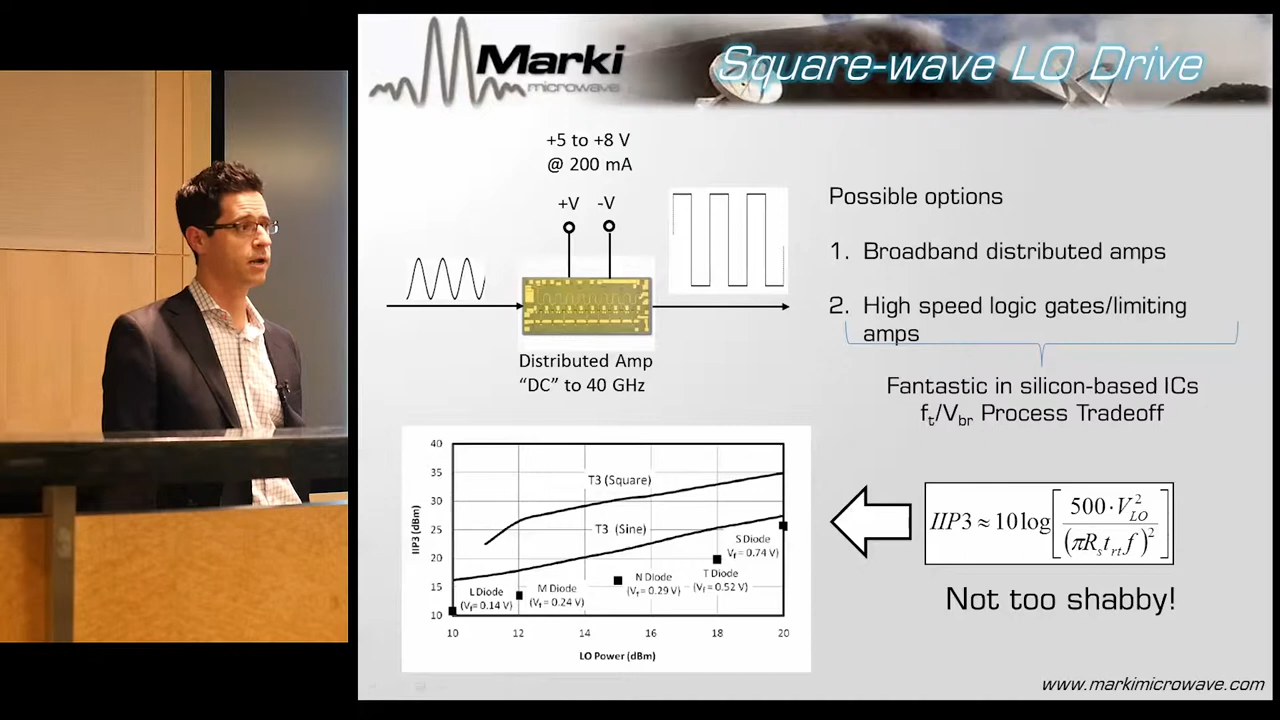 Marki
microwave
Square-wave LO Drive
+5 to +8 V
@ 200 mA
+V
-V
Distributed Amp
“DC” to 40 GHz
Possible options
1. Broadband distributed amps
2. High speed logic gates/limiting
amps
Fantastic in silicon-based ICs
ft/Vbr Process Tradeoff
40
35
30
25
20
15
10
IIP3 (dBm)
T3 (Square)
T3 (Sine)
L Diode
(Vf = 0.14 V)
M Diode
(Vf = 0.24 V)
N Diode
(Vf = 0.29 V)
T Diode
(Vf = 0.52 V)
S Diode
Vf = 0.74 V)
10 12 14 16 18 20
LO Power (dBm)
IIP3 ≈ 10 log[500·V²LO/(πRstrtf)²]
Not too shabby!
www.markimicrowave.com